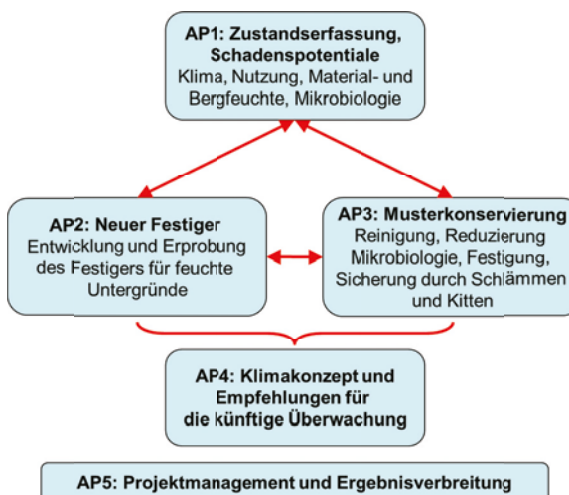 AP1: Zustandserfassung,
Schadenspotentiale
Klima, Nutzung, Material- und
Bergfeuchte, Mikrobiologie
AP2: Neuer Festiger
Entwicklung und Erprobung
des Festigers für feuchte
Untergründe
AP3: Musterkonservierung
Reinigung, Reduzierung
Mikrobiologie, Festigung,
Sicherung durch Schlämmen
und Kitten
AP4: Klimakonzept und
Empfehlungen für
die künftige Überwachung
AP5: Projektmanagement und Ergebnisverbreitung